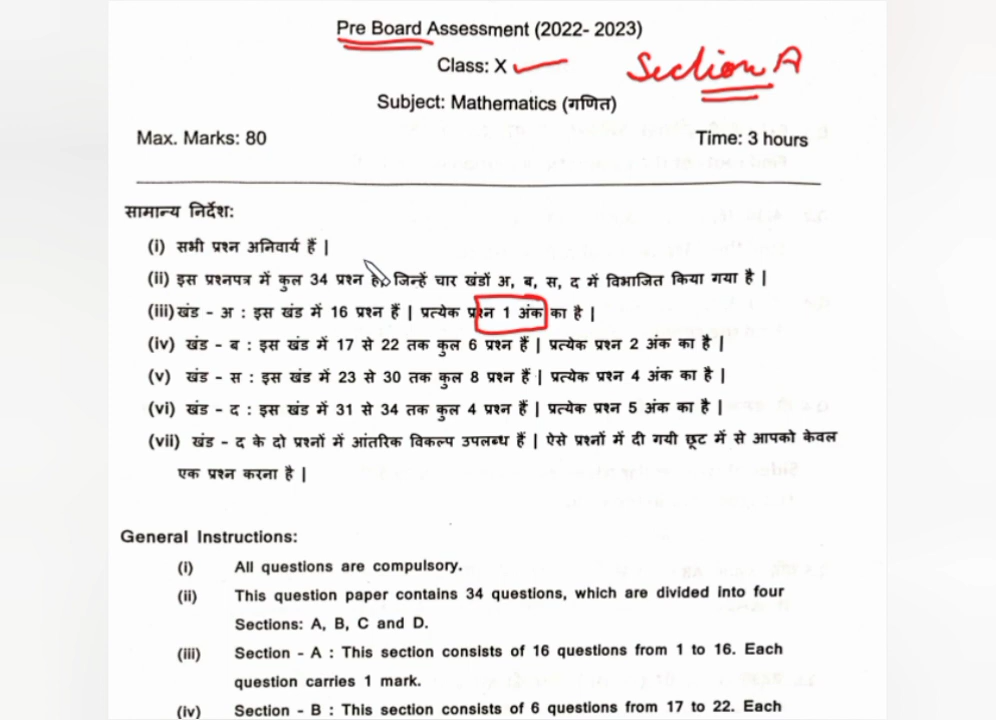 Pre Board Assessment (2022- 2023)
Class: X
Section A
Subject: Mathematics (गणित)
Max. Marks: 80 Time: 3 hours
सामान्य निर्देश:
(i) सभी प्रश्न अनिवार्य हैं |
(ii) इस प्रश्नपत्र में कुल 34 प्रश्न हैं जिन्हें चार खंडों अ, ब, स, द में विभाजित किया गया है |
(iii) खंड - अ : इस खंड में 16 प्रश्न हैं | प्रत्येक प्रश्न 1 अंक का है |
(iv) खंड - ब : इस खंड में 17 से 22 तक कुल 6 प्रश्न हैं | प्रत्येक प्रश्न 2 अंक का है |
(v) खंड - स : इस खंड में 23 से 30 तक कुल 8 प्रश्न हैं | प्रत्येक प्रश्न 4 अंक का है |
(vi) खंड - द : इस खंड में 31 से 34 तक कुल 4 प्रश्न हैं | प्रत्येक प्रश्न 5 अंक का है |
(vii) खंड - द के दो प्रश्नों में आंतरिक विकल्प उपलब्ध हैं | ऐसे प्रश्नों में दी गयी छूट में से आपको केवल
एक प्रश्न करना है |
General Instructions:
(i) All questions are compulsory.
(ii) This question paper contains 34 questions, which are divided into four
Sections: A, B, C and D.
(iii) Section - A : This section consists of 16 questions from 1 to 16. Each
question carries 1 mark.
(iv) Section - B : This section consists of 6 questions from 17 to 22. Each